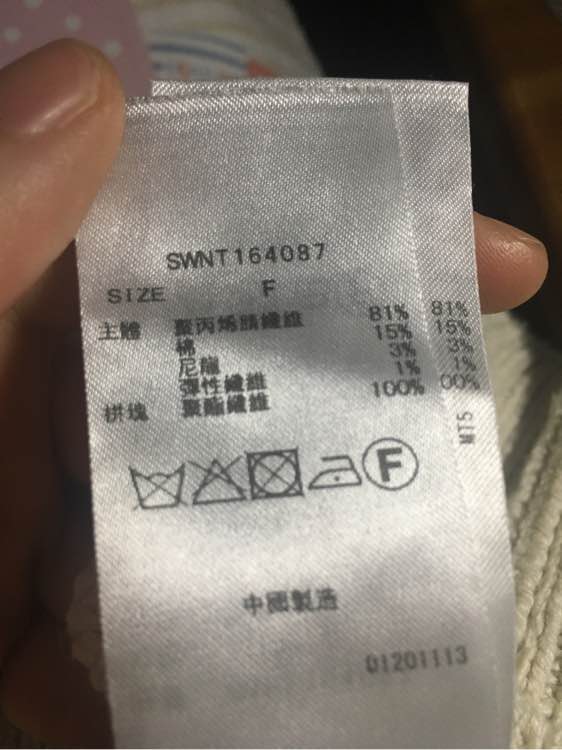 SWNT164087
SIZE F
主體 聚丙烯腈纖維 81% 81%
棉 15% 15%
尼龍 3% 3%
彈性纖維 1% 1%
拼塊 聚酯纖維 100% 00%
MT5
F
中國製造
01201113